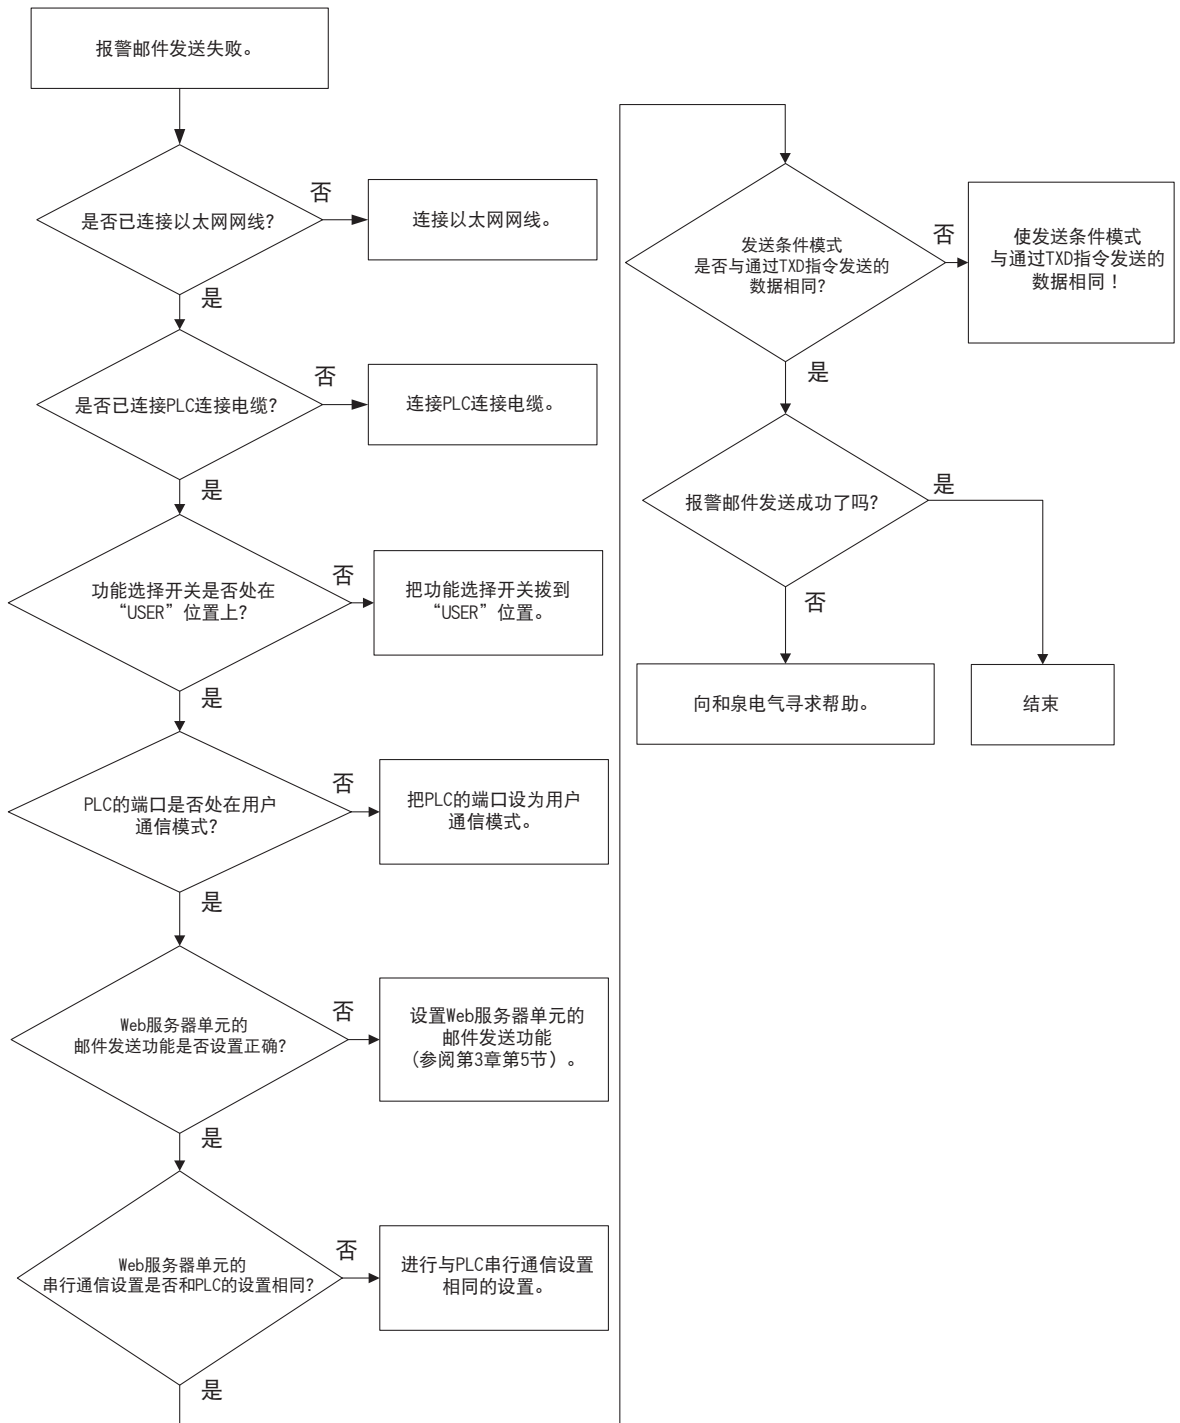 报警邮件发送失败。
是否已连接以太网网线?
否
连接以太网网线。
是
是否已连接PLC连接电缆?
否
连接PLC连接电缆。
是
功能选择开关是否处在
“USER”位置上?
否
把功能选择开关拨到
“USER”位置。
是
PLC的端口是否处在用户
通信模式?
否
把PLC的端口设为用户
通信模式。
是
Web服务器单元的
邮件发送功能是否设置正确?
否
设置Web服务器单元的
邮件发送功能
(参阅第3章第5节)。
是
Web服务器单元的
串行通信设置是否和PLC的设置相同?
否
进行与PLC串行通信设置
相同的设置。
是
发送条件模式
是否与通过TXD指令发送的
数据相同?
否
使发送条件模式
与通过TXD指令发送的
数据相同！
是
报警邮件发送成功了吗?
是
否
向和泉电气寻求帮助。
结束